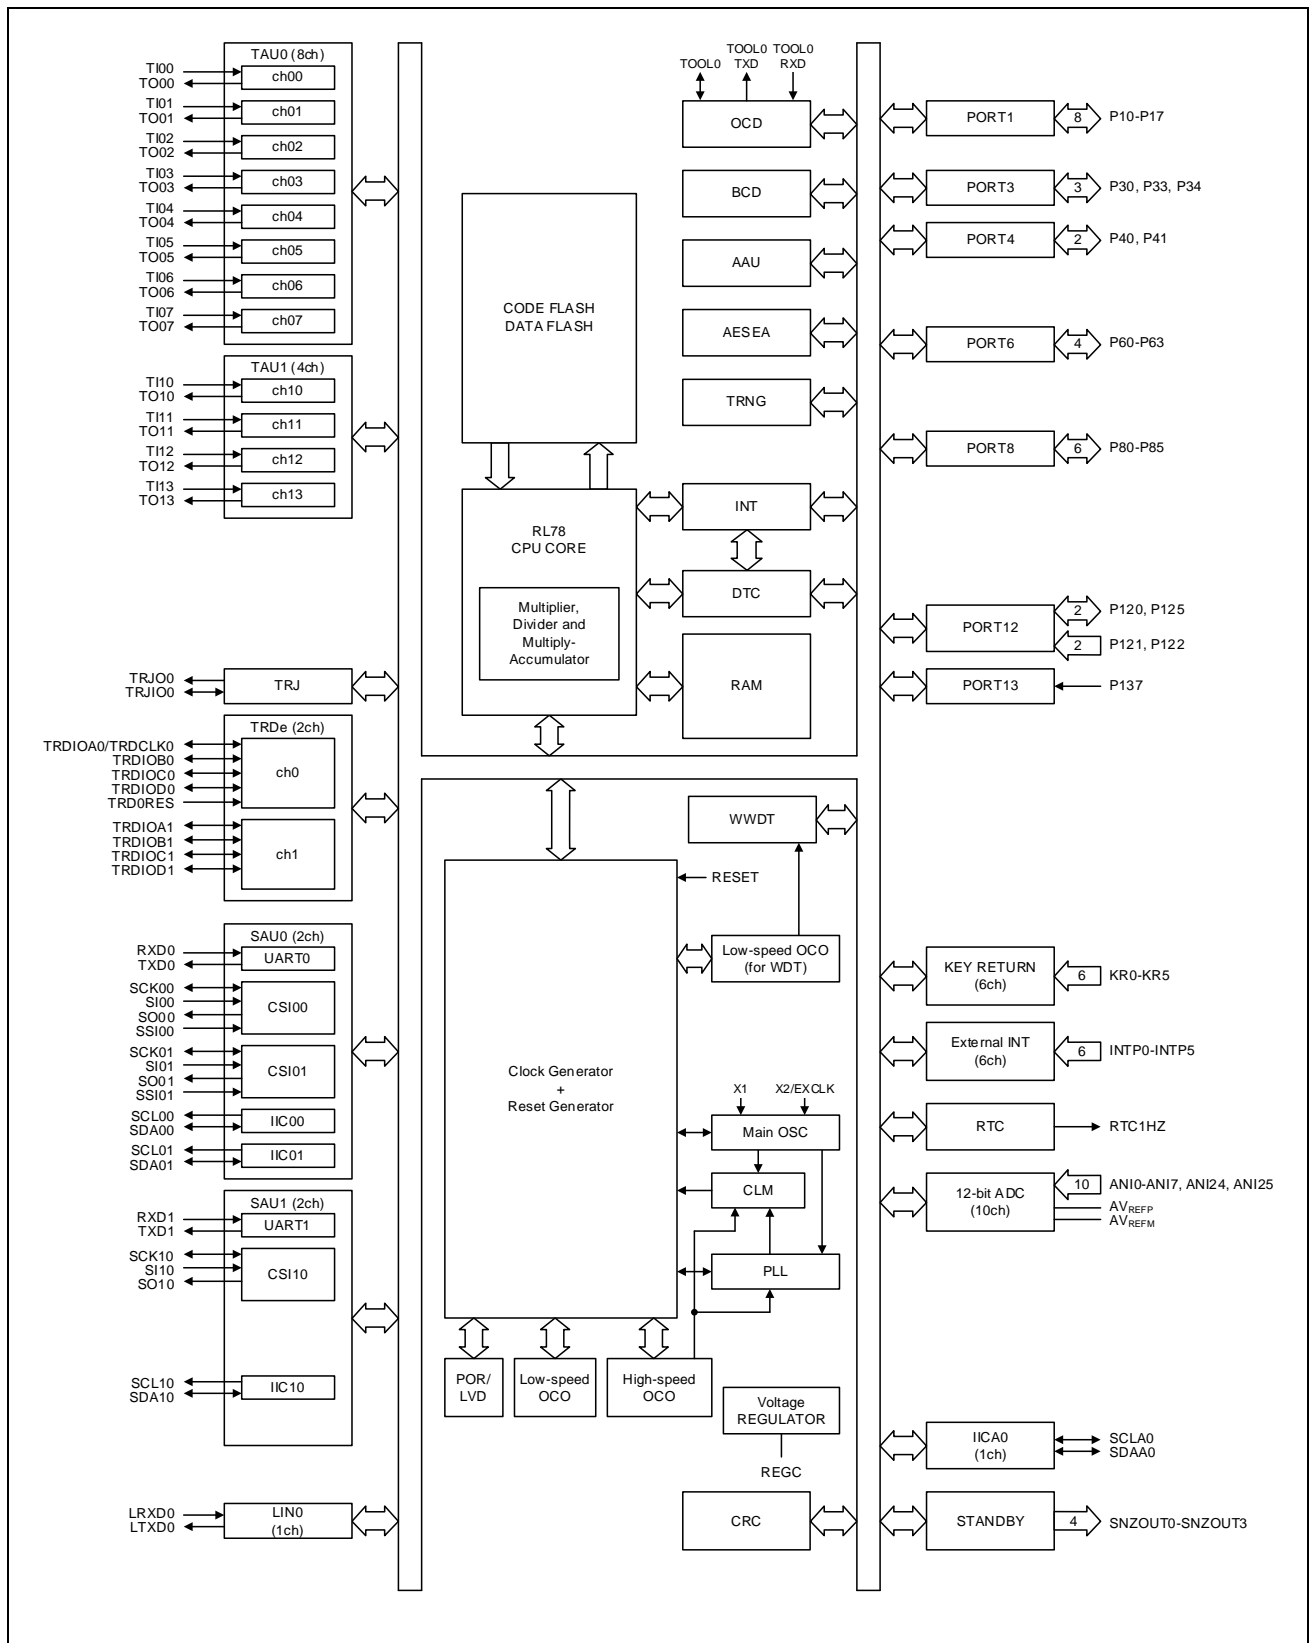 TAU0 (8ch)
TI00
TO00
ch00
TI01
TO01
ch01
TI02
TO02
ch02
TI03
TO03
ch03
TI04
TO04
ch04
TI05
TO05
ch05
TI06
TO06
ch06
TI07
TO07
ch07
TAU1 (4ch)
TI10
TO10
ch10
TI11
TO11
ch11
TI12
TO12
ch12
TI13
TO13
ch13
TRJO0
TRJIO0
TRJ
TRDe (2ch)
TRDIOA0/TRDCLK0
TRDIOB0
TRDIOC0
TRDIOD0
TRD0RES
ch0
TRDIOA1
TRDIOB1
TRDIOC1
TRDIOD1
ch1
SAU0 (2ch)
RXD0
TXD0
UART0
SCK00
SI00
SO00
SSI00
CSI00
SCK01
SI01
SO01
SSI01
CSI01
SCL00
SDA00
IIC00
SCL01
SDA01
IIC01
SAU1 (2ch)
RXD1
TXD1
UART1
SCK10
SI10
SO10
CSI10
SCL10
SDA10
IIC10
LRXD0
LTXD0
LIN0
(1ch)
CODE FLASH
DATA FLASH
RL78
CPU CORE
Multiplier,
Divider and
Multiply-
Accumulator
TOOL0
TOOL0
TXD
TOOL0
RXD
OCD
BCD
AAU
AESEA
TRNG
INT
DTC
RAM
WWDT
RESET
Low-speed OCO
(for WDT)
Clock Generator
+
Reset Generator
X1
X2/EXCLK
Main OSC
CLM
PLL
POR/
LVD
Low-speed
OCO
High-speed
OCO
Voltage
REGULATOR
REGC
CRC
PORT1
8
P10-P17
PORT3
3
P30, P33, P34
PORT4
2
P40, P41
PORT6
4
P60-P63
PORT8
6
P80-P85
PORT12
2
P120, P125
2
P121, P122
PORT13
P137
KEY RETURN
(6ch)
6
KR0-KR5
External INT
(6ch)
6
INTP0-INTP5
RTC
RTC1HZ
12-bit ADC
(10ch)
10
ANI0-ANI7, ANI24, ANI25
AVREFP
AVREFM
IICA0
(1ch)
SCLA0
SDAA0
STANDBY
4
SNZOUT0-SNZOUT3